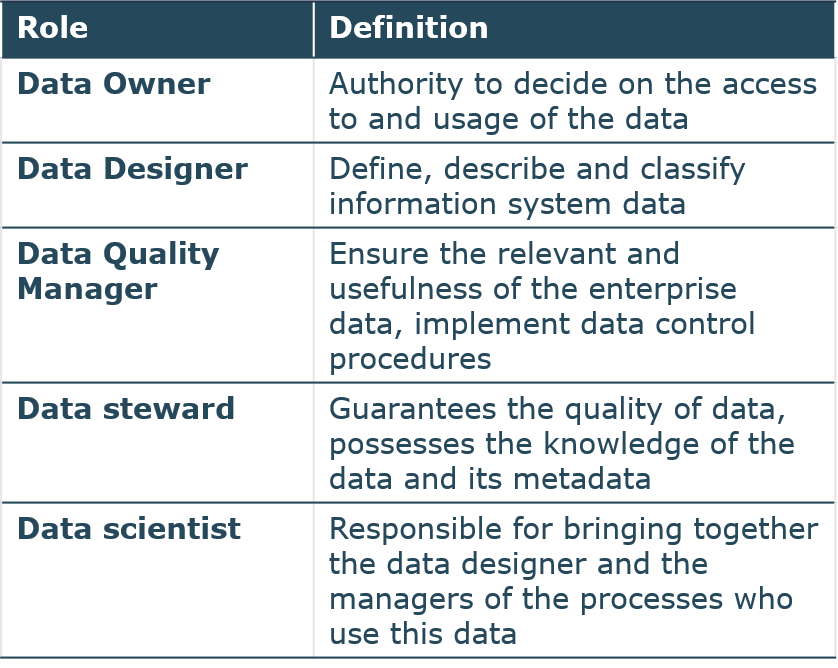 Role
Definition
Data Owner
Authority to decide on the access
to and usage of the data
Data Designer
Define, describe and classify
information system data
Data Quality
Manager
Ensure the relevant and
usefulness of the enterprise
data, implement data control
procedures
Data steward
Guarantees the quality of data,
possesses the knowledge of the
data and its metadata
Data scientist
Responsible for bringing together
the data designer and the
managers of the processes who
use this data